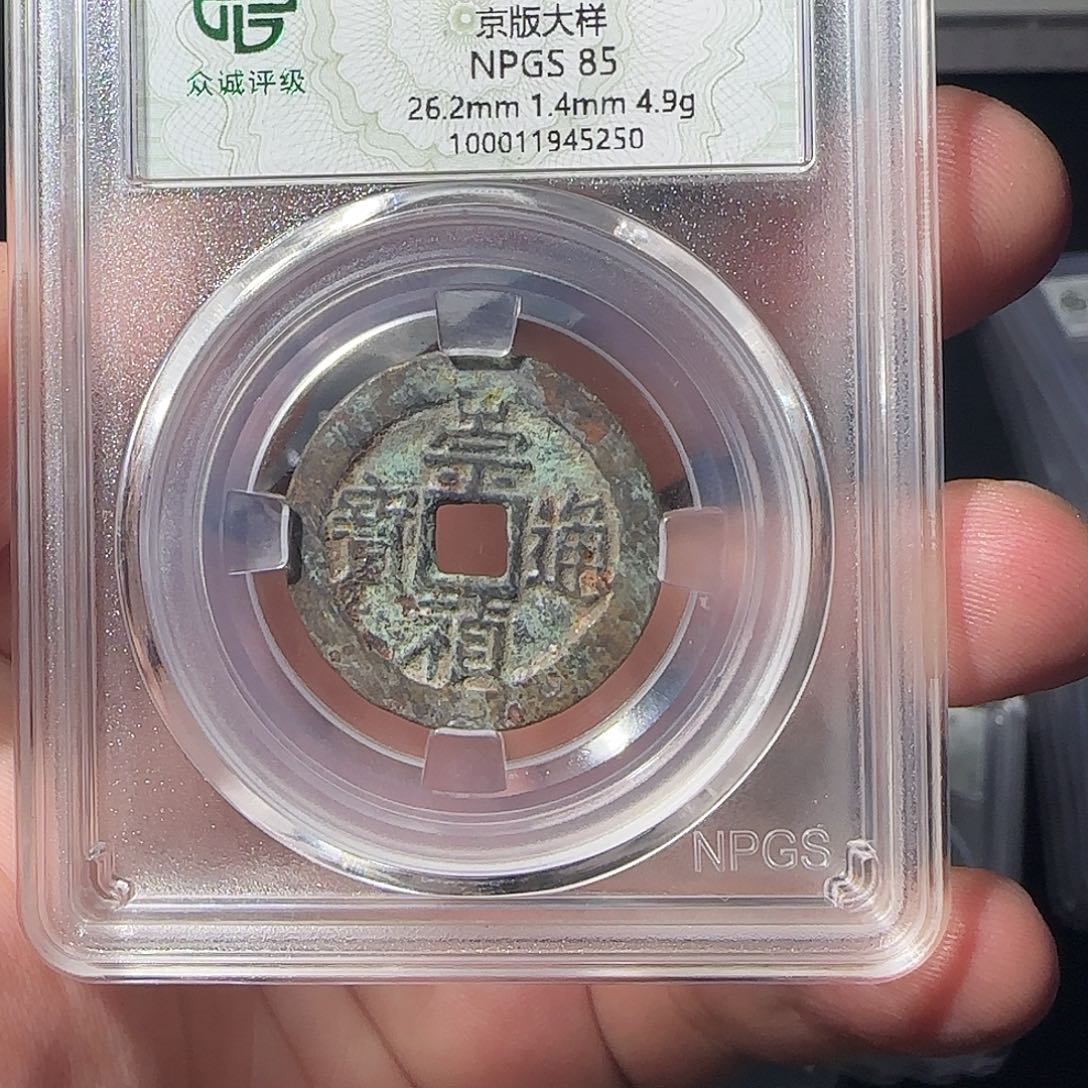 京版大样
NPGS 85
众诚评级
26.2mm 1.4mm 4.9g
100011945250
崇
寶 通
禎
NPGS